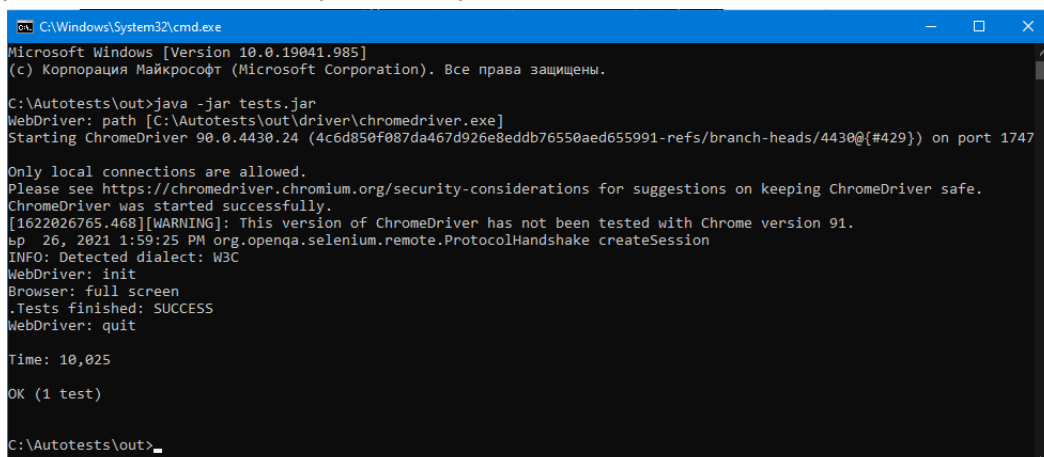 C:\Windows\System32\cmd.exe
Microsoft Windows [Version 10.0.19041.985]
(c) Корпорация Майкрософт (Microsoft Corporation). Все права защищены.
C:\Autotests\out>java -jar tests.jar
WebDriver: path [C:\Autotests\out\driver\chromedriver.exe]
Starting ChromeDriver 90.0.4430.24 (4c6d850f087da467d926e8eddb76550aed655991-refs/branch-heads/4430@{#429}) on port 1747
Only local connections are allowed.
Please see https://chromedriver.chromium.org/security-considerations for suggestions on keeping ChromeDriver safe.
ChromeDriver was started successfully.
[1622026765.468][WARNING]: This version of ChromeDriver has not been tested with Chrome version 91.
ьр 26, 2021 1:59:25 PM org.openqa.selenium.remote.ProtocolHandshake createSession
INFO: Detected dialect: W3C
WebDriver: init
Browser: full screen
.Tests finished: SUCCESS
WebDriver: quit
Time: 10,025
OK (1 test)
C:\Autotests\out>